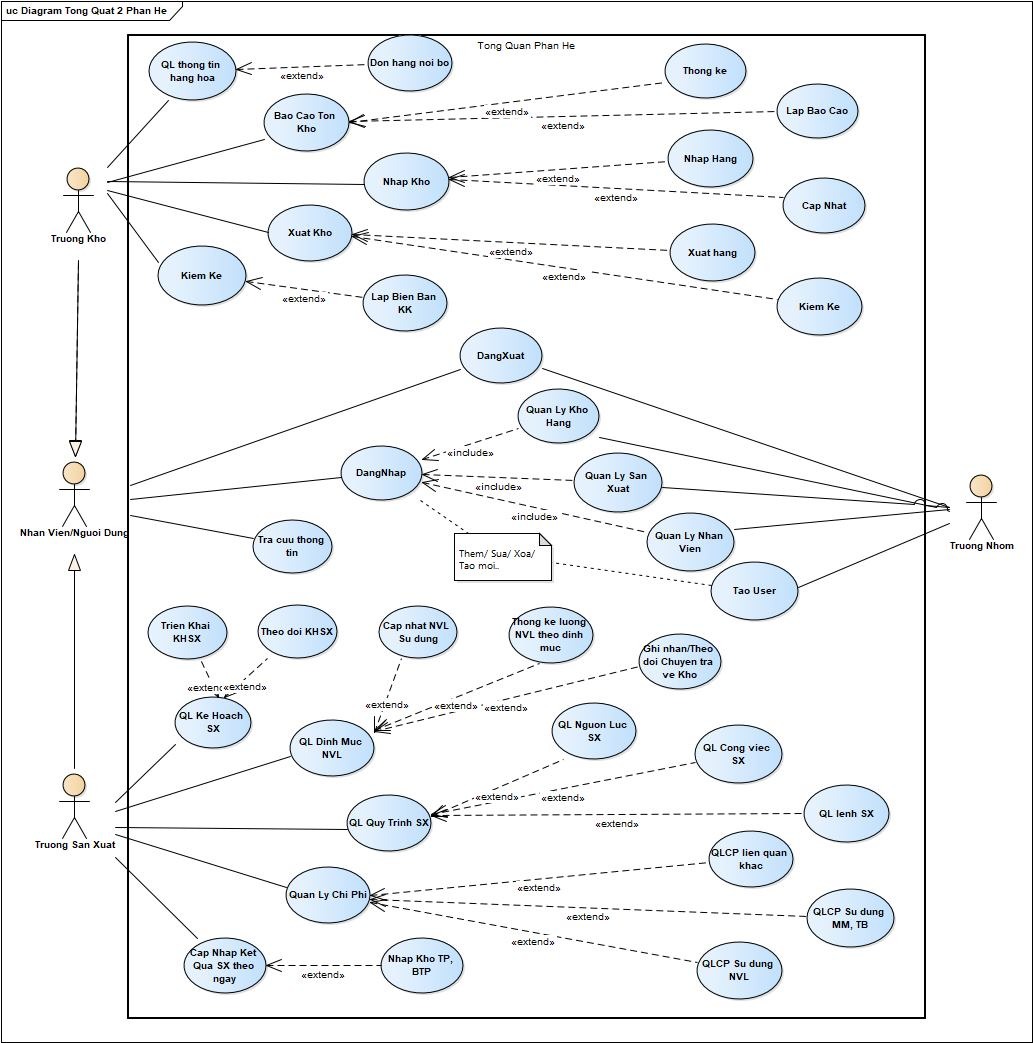 uc Diagram Tong Quat 2 Phan He
Tong Quan Phan He
QL thong tin
hang hoa
«extend»
Don hang noi bo
Thong ke
Bao Cao Ton
Kho
«extend»
«extend»
Lap Bao Cao
Nhap Hang
Nhap Kho
«extend»
«extend»
Cap Nhat
Truong Kho
Xuat Kho
«extend»
Xuat hang
«extend»
Kiem Ke
Kiem Ke
«extend»
Lap Bien Ban
KK
DangXuat
Quan Ly Kho
Hang
«include»
DangNhap
Quan Ly San
Xuat
«include»
«include»
Quan Ly Nhan
Vien
Nhan Vien/Nguoi Dung
Tra cuu thong
tin
Truong Nhom
Them/ Sua/ Xoa/
Tao moi..
Tao User
Trien Khai
KHSX
Theo doi KHSX
Cap nhat NVL
Su dung
Thong ke luong
NVL theo dinh
muc
Ghi nhan/Theo
doi Chuyen tra
ve Kho
«extend»
«extend»
«extend»
«extend»
«extend»
QL Ke Hoach
SX
QL Dinh Muc
NVL
QL Nguon Luc
SX
QL Cong viec
SX
«extend»
«extend»
QL Quy Trinh SX
«extend»
QL lenh SX
Truong San Xuat
QLCP lien quan
khac
Quan Ly Chi Phi
«extend»
«extend»
QLCP Su dung
MM, TB
«extend»
Cap Nhap Ket
Qua SX theo
ngay
«extend»
Nhap Kho TP,
BTP
QLCP Su dung
NVL